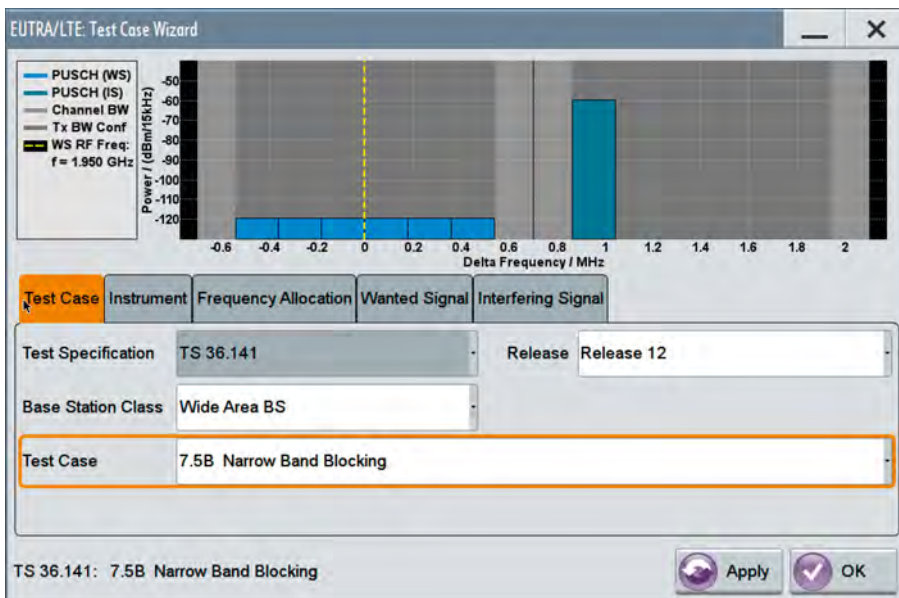 EUTRA/LTE: Test Case Wizard
PUSCH (WS)
PUSCH (IS)
Channel BW
Tx BW Conf
WS RF Freq:
f = 1.950 GHz
Power / (dBm/15kHz)
-50
-60
-70
-80
-90
-100
-110
-120
-0.6 -0.4 -0.2 0 0.2 0.4 0.6 0.8 1 1.2 1.4 1.6 1.8 2
Delta Frequency / MHz
Test Case Instrument Frequency Allocation Wanted Signal Interfering Signal
Test Specification TS 36.141 Release Release 12
Base Station Class Wide Area BS
Test Case 7.5B Narrow Band Blocking
TS 36.141: 7.5B Narrow Band Blocking Apply OK